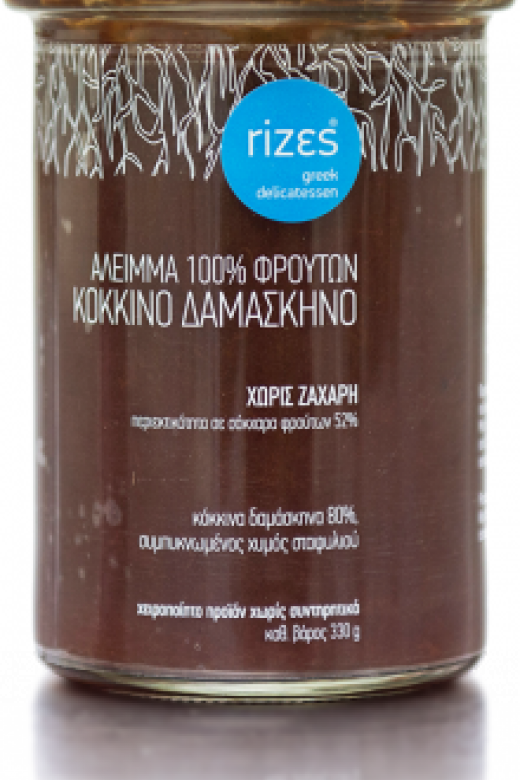 rizεs®
greek
delicatessen
ΑΛΕΙΜΜΑ 100% ΦΡΟΥΤΩΝ
ΚΟΚΚΙΝΟ ΔΑΜΑΣΚΗΝΟ
ΧΩΡΙΣ ΖΑΧΑΡΗ
περιεκτικότητα σε σάκχαρα φρούτων 52%
κόκκινα δαμάσκηνα 80%,
συμπυκνωμένος χυμός σταφυλιού
χειροποίητο προϊόν χωρίς συντηρητικά
καθ. βάρος 330 g